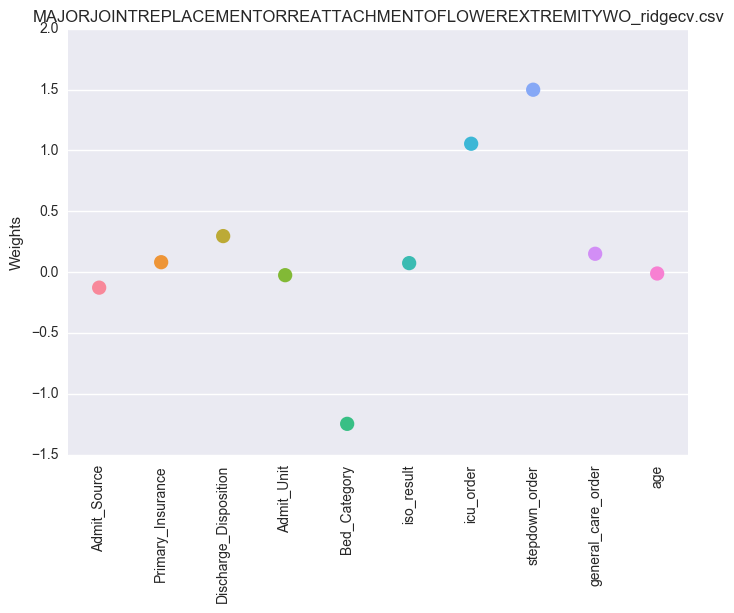 MAJORJOINTREPLACEMENTORREATTACHMENTOFLOWEREXTREMITYWO_ridgecv.csv
2.0
1.5
1.0
0.5
0.0
−0.5
−1.0
−1.5
Weights
Admit_Source
Primary_Insurance
Discharge_Disposition
Admit_Unit
Bed_Category
iso_result
icu_order
stepdown_order
general_care_order
age